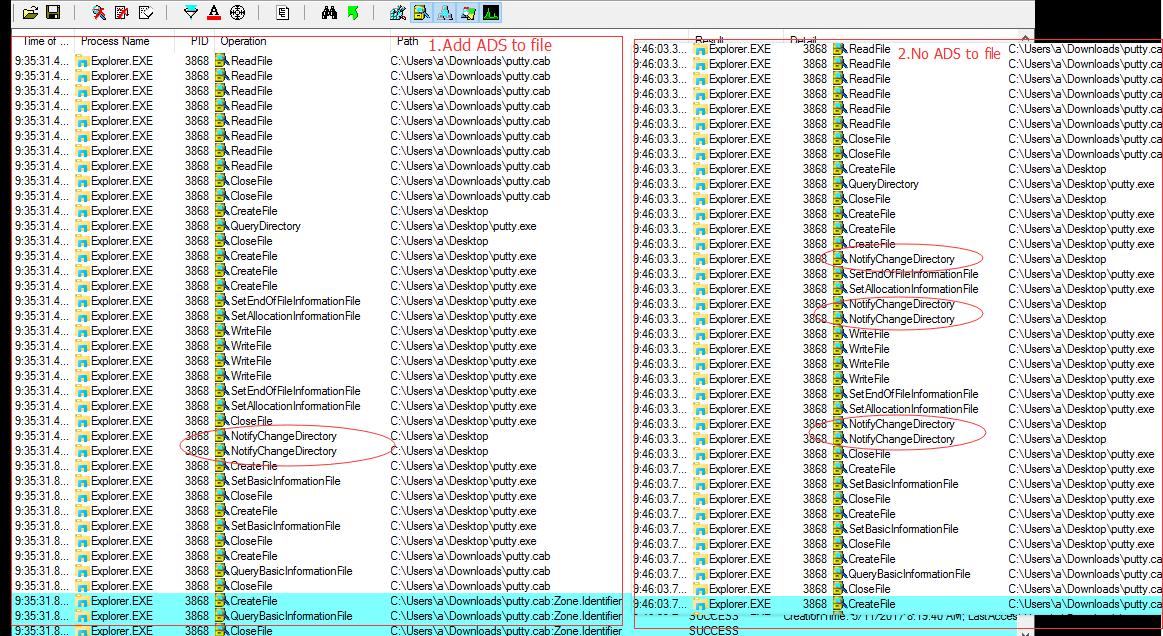 Time of ... Process Name PID Operation Path
1.Add ADS to file
9:35:31.4... Explorer.EXE 3868 ReadFile C:\Users\a\Downloads\putty.cab
9:35:31.4... Explorer.EXE 3868 ReadFile C:\Users\a\Downloads\putty.cab
9:35:31.4... Explorer.EXE 3868 ReadFile C:\Users\a\Downloads\putty.cab
9:35:31.4... Explorer.EXE 3868 ReadFile C:\Users\a\Downloads\putty.cab
9:35:31.4... Explorer.EXE 3868 ReadFile C:\Users\a\Downloads\putty.cab
9:35:31.4... Explorer.EXE 3868 ReadFile C:\Users\a\Downloads\putty.cab
9:35:31.4... Explorer.EXE 3868 ReadFile C:\Users\a\Downloads\putty.cab
9:35:31.4... Explorer.EXE 3868 ReadFile C:\Users\a\Downloads\putty.cab
9:35:31.4... Explorer.EXE 3868 CloseFile C:\Users\a\Downloads\putty.cab
9:35:31.4... Explorer.EXE 3868 CloseFile C:\Users\a\Downloads\putty.cab
9:35:31.4... Explorer.EXE 3868 CreateFile C:\Users\a\Desktop
9:35:31.4... Explorer.EXE 3868 QueryDirectory C:\Users\a\Desktop\putty.exe
9:35:31.4... Explorer.EXE 3868 CloseFile C:\Users\a\Desktop
9:35:31.4... Explorer.EXE 3868 CreateFile C:\Users\a\Desktop\putty.exe
9:35:31.4... Explorer.EXE 3868 CreateFile C:\Users\a\Desktop\putty.exe
9:35:31.4... Explorer.EXE 3868 CreateFile C:\Users\a\Desktop\putty.exe
9:35:31.4... Explorer.EXE 3868 SetEndOfFileInformationFile C:\Users\a\Desktop\putty.exe
9:35:31.4... Explorer.EXE 3868 SetAllocationInformationFile C:\Users\a\Desktop\putty.exe
9:35:31.4... Explorer.EXE 3868 WriteFile C:\Users\a\Desktop\putty.exe
9:35:31.4... Explorer.EXE 3868 WriteFile C:\Users\a\Desktop\putty.exe
9:35:31.4... Explorer.EXE 3868 WriteFile C:\Users\a\Desktop\putty.exe
9:35:31.4... Explorer.EXE 3868 WriteFile C:\Users\a\Desktop\putty.exe
9:35:31.4... Explorer.EXE 3868 SetEndOfFileInformationFile C:\Users\a\Desktop\putty.exe
9:35:31.4... Explorer.EXE 3868 SetAllocationInformationFile C:\Users\a\Desktop\putty.exe
9:35:31.4... Explorer.EXE 3868 CloseFile C:\Users\a\Desktop\putty.exe
9:35:31.4... Explorer.EXE 3868 NotifyChangeDirectory C:\Users\a\Desktop
9:35:31.4... Explorer.EXE 3868 NotifyChangeDirectory C:\Users\a\Desktop
9:35:31.8... Explorer.EXE 3868 CreateFile C:\Users\a\Desktop\putty.exe
9:35:31.8... Explorer.EXE 3868 SetBasicInformationFile C:\Users\a\Desktop\putty.exe
9:35:31.8... Explorer.EXE 3868 CloseFile C:\Users\a\Desktop\putty.exe
9:35:31.8... Explorer.EXE 3868 CreateFile C:\Users\a\Desktop\putty.exe
9:35:31.8... Explorer.EXE 3868 SetBasicInformationFile C:\Users\a\Desktop\putty.exe
9:35:31.8... Explorer.EXE 3868 CloseFile C:\Users\a\Desktop\putty.exe
9:35:31.8... Explorer.EXE 3868 CreateFile C:\Users\a\Downloads\putty.cab
9:35:31.8... Explorer.EXE 3868 QueryBasicInformationFile C:\Users\a\Downloads\putty.cab
9:35:31.8... Explorer.EXE 3868 CloseFile C:\Users\a\Downloads\putty.cab
9:35:31.8... Explorer.EXE 3868 CreateFile C:\Users\a\Downloads\putty.cab:Zone.Identifier
9:35:31.8... Explorer.EXE 3868 QueryBasicInformationFile C:\Users\a\Downloads\putty.cab:Zone.Identifier
9:35:31.8... Explorer.EXE 3868 CloseFile C:\Users\a\Downloads\putty.cab:Zone.Identifier
Result Detail
2.No ADS to file
9:46:03.3... Explorer.EXE 3868 ReadFile C:\Users\a\Downloads\putty.ca
9:46:03.3... Explorer.EXE 3868 ReadFile C:\Users\a\Downloads\putty.ca
9:46:03.3... Explorer.EXE 3868 ReadFile C:\Users\a\Downloads\putty.ca
9:46:03.3... Explorer.EXE 3868 ReadFile C:\Users\a\Downloads\putty.ca
9:46:03.3... Explorer.EXE 3868 ReadFile C:\Users\a\Downloads\putty.ca
9:46:03.3... Explorer.EXE 3868 ReadFile C:\Users\a\Downloads\putty.ca
9:46:03.3... Explorer.EXE 3868 CloseFile C:\Users\a\Downloads\putty.ca
9:46:03.3... Explorer.EXE 3868 CloseFile C:\Users\a\Downloads\putty.ca
9:46:03.3... Explorer.EXE 3868 CreateFile C:\Users\a\Desktop
9:46:03.3... Explorer.EXE 3868 QueryDirectory C:\Users\a\Desktop\putty.exe
9:46:03.3... Explorer.EXE 3868 CloseFile C:\Users\a\Desktop
9:46:03.3... Explorer.EXE 3868 CreateFile C:\Users\a\Desktop\putty.exe
9:46:03.3... Explorer.EXE 3868 CreateFile C:\Users\a\Desktop\putty.exe
9:46:03.3... Explorer.EXE 3868 CreateFile C:\Users\a\Desktop\putty.exe
9:46:03.3... Explorer.EXE 3868 NotifyChangeDirectory C:\Users\a\Desktop
9:46:03.3... Explorer.EXE 3868 SetEndOfFileInformationFile C:\Users\a\Desktop\putty.exe
9:46:03.3... Explorer.EXE 3868 SetAllocationInformationFile C:\Users\a\Desktop\putty.exe
9:46:03.3... Explorer.EXE 3868 NotifyChangeDirectory C:\Users\a\Desktop
9:46:03.3... Explorer.EXE 3868 NotifyChangeDirectory C:\Users\a\Desktop
9:46:03.3... Explorer.EXE 3868 WriteFile C:\Users\a\Desktop\putty.exe
9:46:03.3... Explorer.EXE 3868 WriteFile C:\Users\a\Desktop\putty.exe
9:46:03.3... Explorer.EXE 3868 WriteFile C:\Users\a\Desktop\putty.exe
9:46:03.3... Explorer.EXE 3868 WriteFile C:\Users\a\Desktop\putty.exe
9:46:03.3... Explorer.EXE 3868 SetEndOfFileInformationFile C:\Users\a\Desktop\putty.exe
9:46:03.3... Explorer.EXE 3868 SetAllocationInformationFile C:\Users\a\Desktop\putty.exe
9:46:03.3... Explorer.EXE 3868 NotifyChangeDirectory C:\Users\a\Desktop
9:46:03.3... Explorer.EXE 3868 NotifyChangeDirectory C:\Users\a\Desktop
9:46:03.3... Explorer.EXE 3868 CloseFile C:\Users\a\Desktop\putty.exe
9:46:03.7... Explorer.EXE 3868 CreateFile C:\Users\a\Desktop\putty.exe
9:46:03.7... Explorer.EXE 3868 SetBasicInformationFile C:\Users\a\Desktop\putty.exe
9:46:03.7... Explorer.EXE 3868 CloseFile C:\Users\a\Desktop\putty.exe
9:46:03.7... Explorer.EXE 3868 CreateFile C:\Users\a\Desktop\putty.exe
9:46:03.7... Explorer.EXE 3868 SetBasicInformationFile C:\Users\a\Desktop\putty.exe
9:46:03.7... Explorer.EXE 3868 CloseFile C:\Users\a\Desktop\putty.exe
9:46:03.7... Explorer.EXE 3868 CreateFile C:\Users\a\Downloads\putty.ca
9:46:03.7... Explorer.EXE 3868 QueryBasicInformationFile C:\Users\a\Downloads\putty.ca
9:46:03.7... Explorer.EXE 3868 CloseFile C:\Users\a\Downloads\putty.ca
9:46:03.7... Explorer.EXE 3868 CreateFile C:\Users\a\Downloads\putty.ca
SUCCESS CreationTime: 9/11/2017 8:15:40 AM; LastAcces
SUCCESS